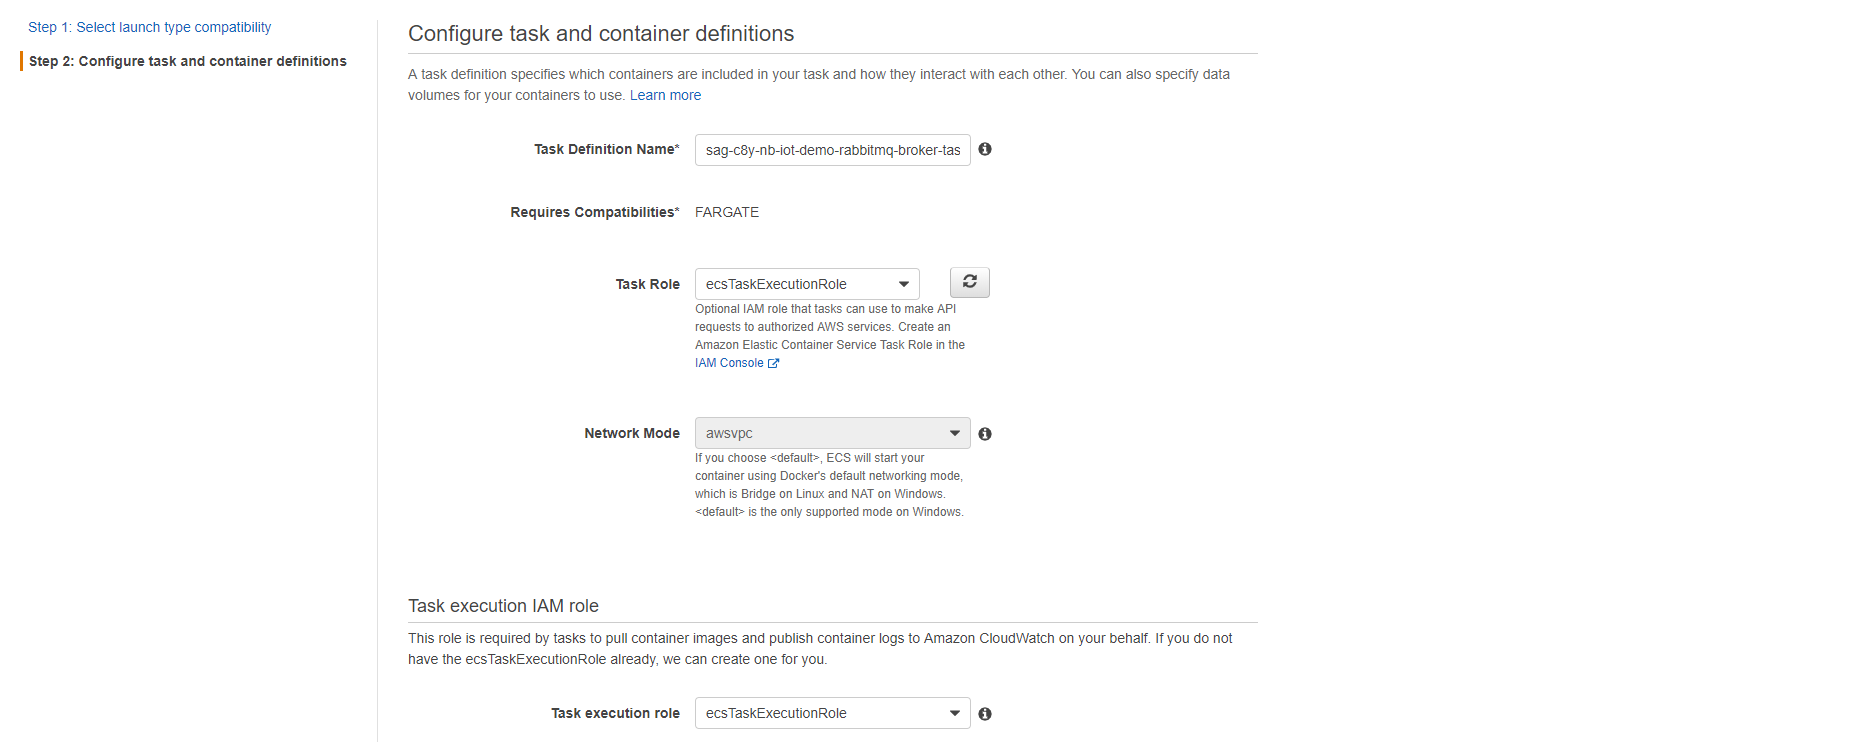 Step 1: Select launch type compatibility
Step 2: Configure task and container definitions
Configure task and container definitions
A task definition specifies which containers are included in your task and how they interact with each other. You can also specify data
volumes for your containers to use. Learn more
Task Definition Name*
sag-c8y-nb-iot-demo-rabbitmq-broker-tas
Requires Compatibilities*
FARGATE
Task Role
ecsTaskExecutionRole
Optional IAM role that tasks can use to make API
requests to authorized AWS services. Create an
Amazon Elastic Container Service Task Role in the
IAM Console
Network Mode
awsvpc
If you choose <default>, ECS will start your
container using Docker's default networking mode,
which is Bridge on Linux and NAT on Windows.
<default> is the only supported mode on Windows.
Task execution IAM role
This role is required by tasks to pull container images and publish container logs to Amazon CloudWatch on your behalf. If you do not
have the ecsTaskExecutionRole already, we can create one for you.
Task execution role
ecsTaskExecutionRole